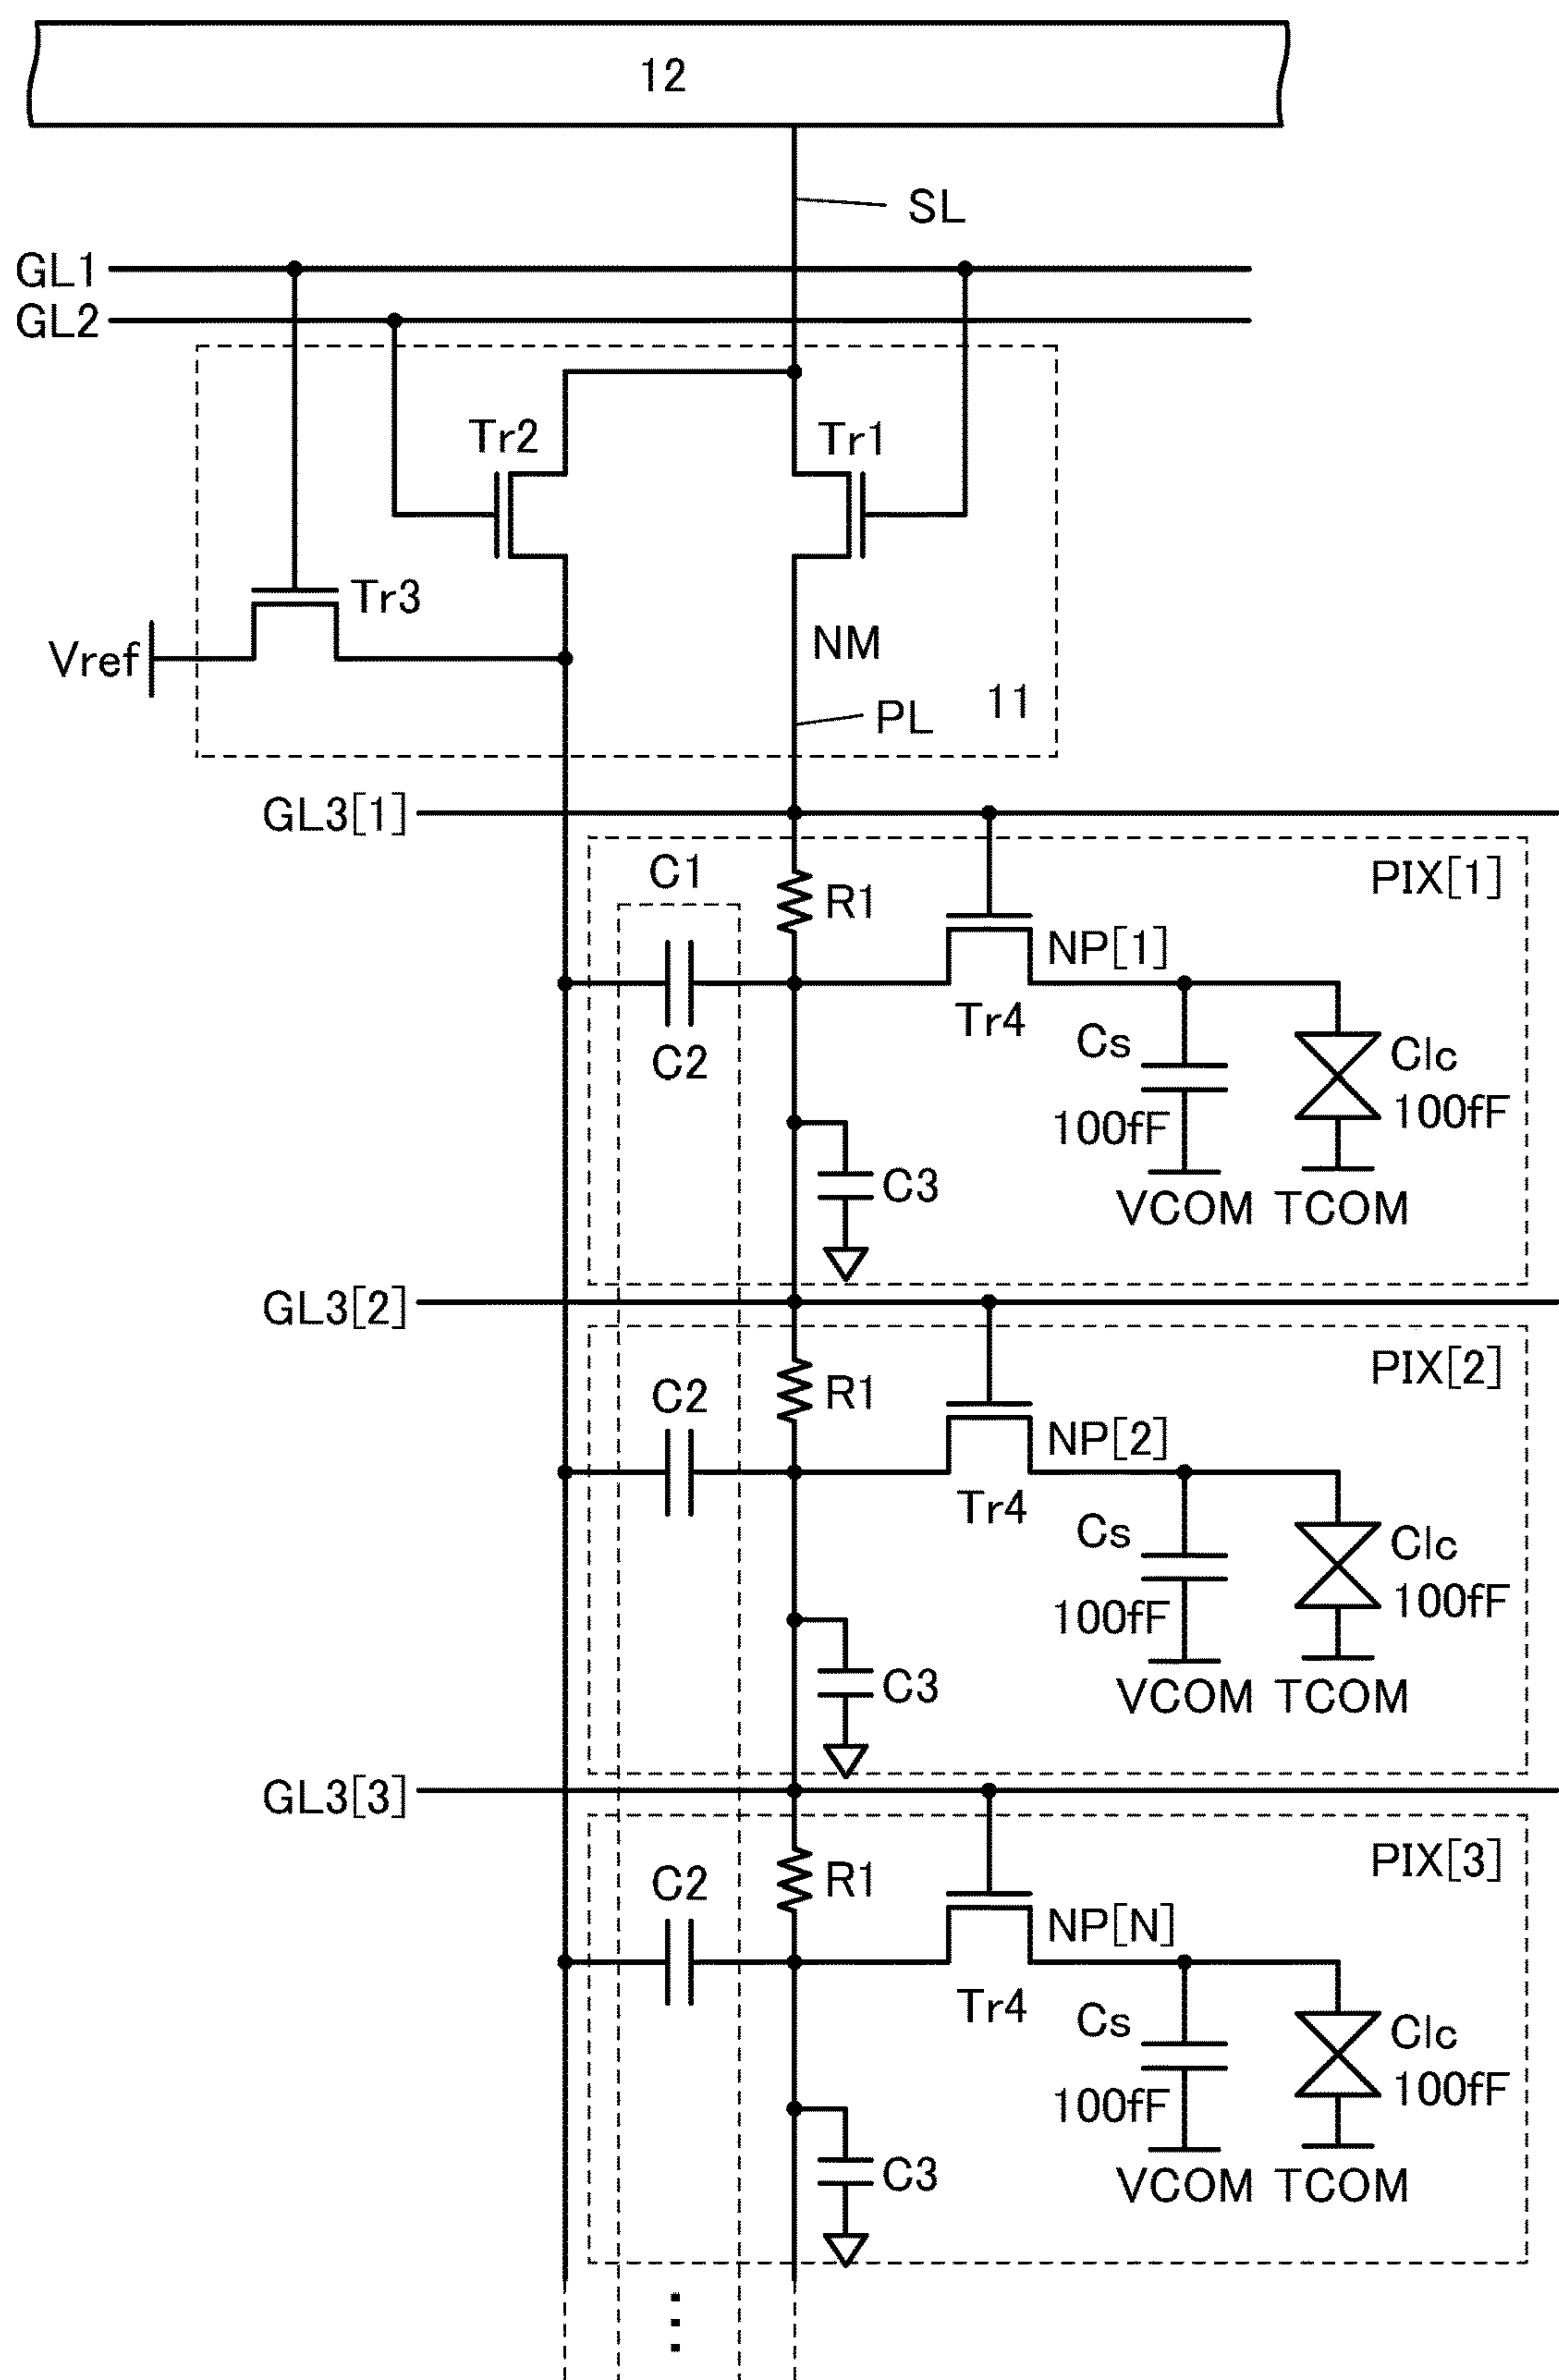 12
SL
GL1
GL2
Tr2
Tr1
Tr3
Vref
NM
PL
11
GL3[1]
PIX[1]
C1
R1
NP[1]
C2
Tr4
Cs
100fF
Clc
100fF
C3
VCOM
TCOM
GL3[2]
PIX[2]
C2
R1
NP[2]
Tr4
Cs
100fF
Clc
100fF
C3
VCOM
TCOM
GL3[3]
PIX[3]
C2
R1
NP[N]
Tr4
Cs
100fF
Clc
100fF
C3
VCOM
TCOM